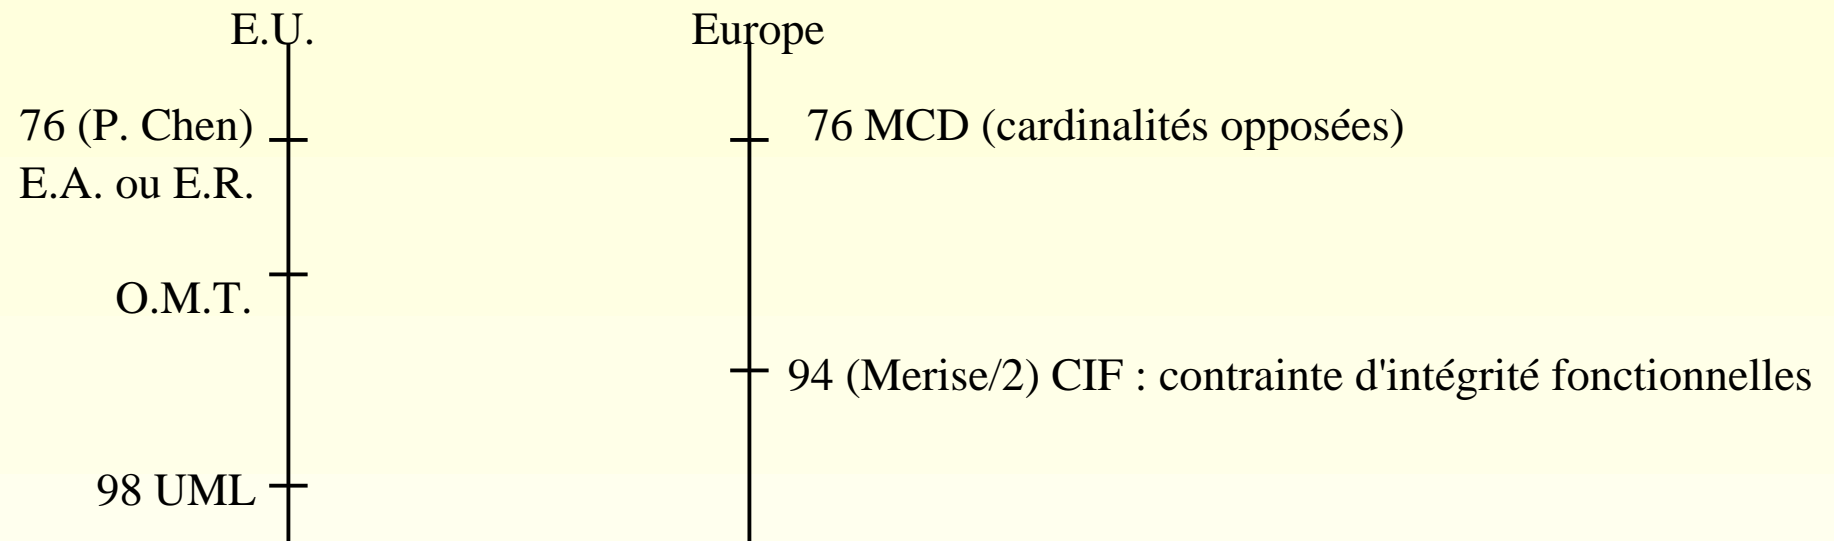 E.U.
Europe
76 (P. Chen)
E.A. ou E.R.
76 MCD (cardinalités opposées)
O.M.T.
94 (Merise/2) CIF : contrainte d'intégrité fonctionnelles
98 UML